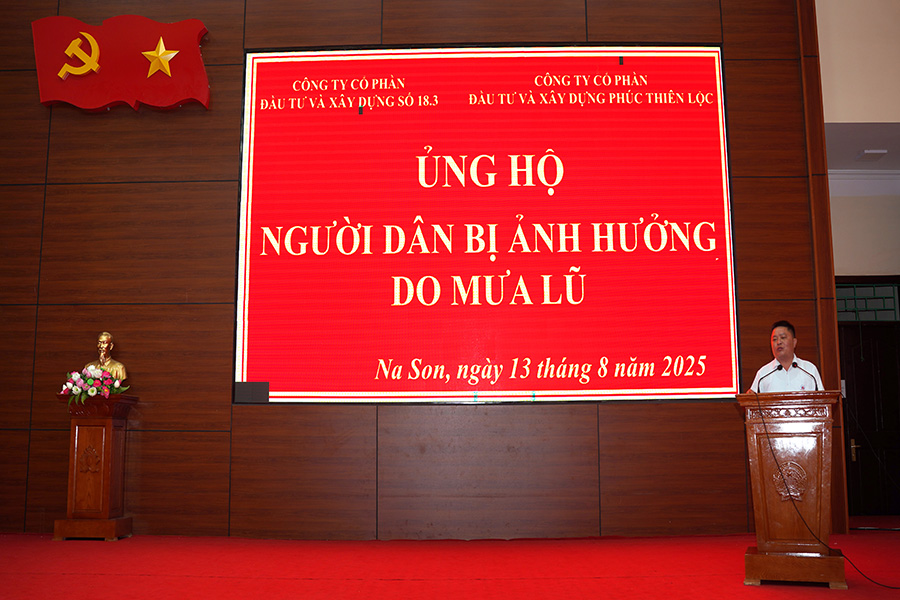 CÔNG TY CỔ PHẦN
ĐẦU TƯ VÀ XÂY DỰNG SỐ 18.3
CÔNG TY CỔ PHẦN
ĐẦU TƯ VÀ XÂY DỰNG PHÚC THIÊN LỘC
ỦNG HỘ
NGƯỜI DÂN BỊ ẢNH HƯỞNG
DO MƯA LŨ
Na Son, ngày 13 tháng 8 năm 2025